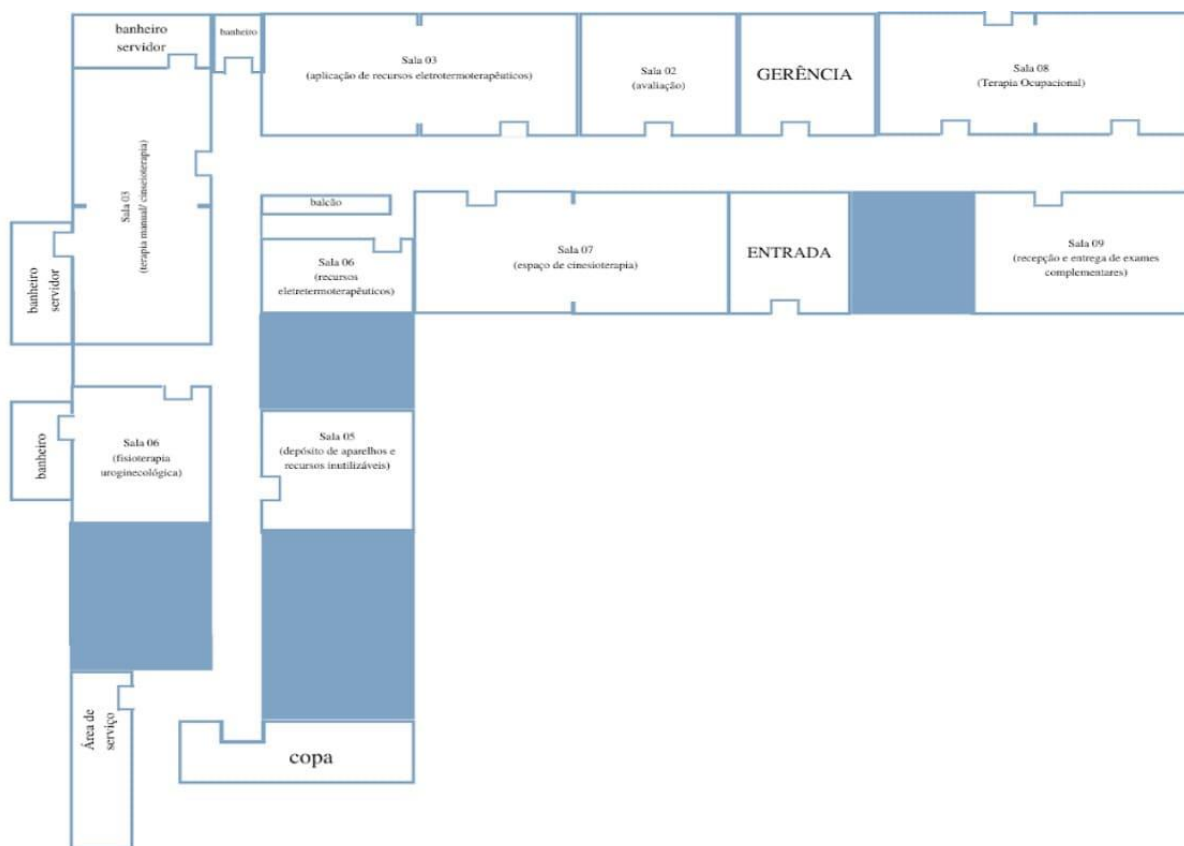 banheiro
servidor
banheiro
Sala 03
(aplicação de recursos eletrotermoterapêuticos)
Sala 02
(avaliação)
GERÊNCIA
Sala 08
(Terapia Ocupacional)
Sala 03
(terapia manual/ cinseioterapia)
balcão
Sala 06
(recursos
eletretermoterapêuticos)
Sala 07
(espaço de cinesioterapia)
ENTRADA
Sala 09
(recepção e entrega de exames
complementares)
banheiro
servidor
banheiro
Sala 06
(fisioterapia
uroginecológica)
Sala 05
(depósito de aparelhos e
recursos inutilizáveis)
Área de
serviço
copa